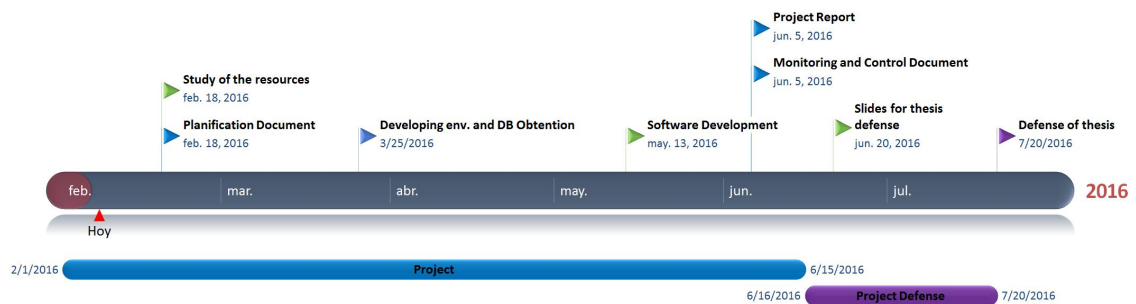 Project Report
jun. 5, 2016
Monitoring and Control Document
jun. 5, 2016
Study of the resources
feb. 18, 2016
Planification Document
feb. 18, 2016
Developing env. and DB Obtention
3/25/2016
Software Development
may. 13, 2016
Slides for thesis
defense
jun. 20, 2016
Defense of thesis
7/20/2016
feb. mar. abr. may. jun. jul. 2016
Hoy
2/1/2016 Project 6/15/2016
6/16/2016 Project Defense 7/20/2016